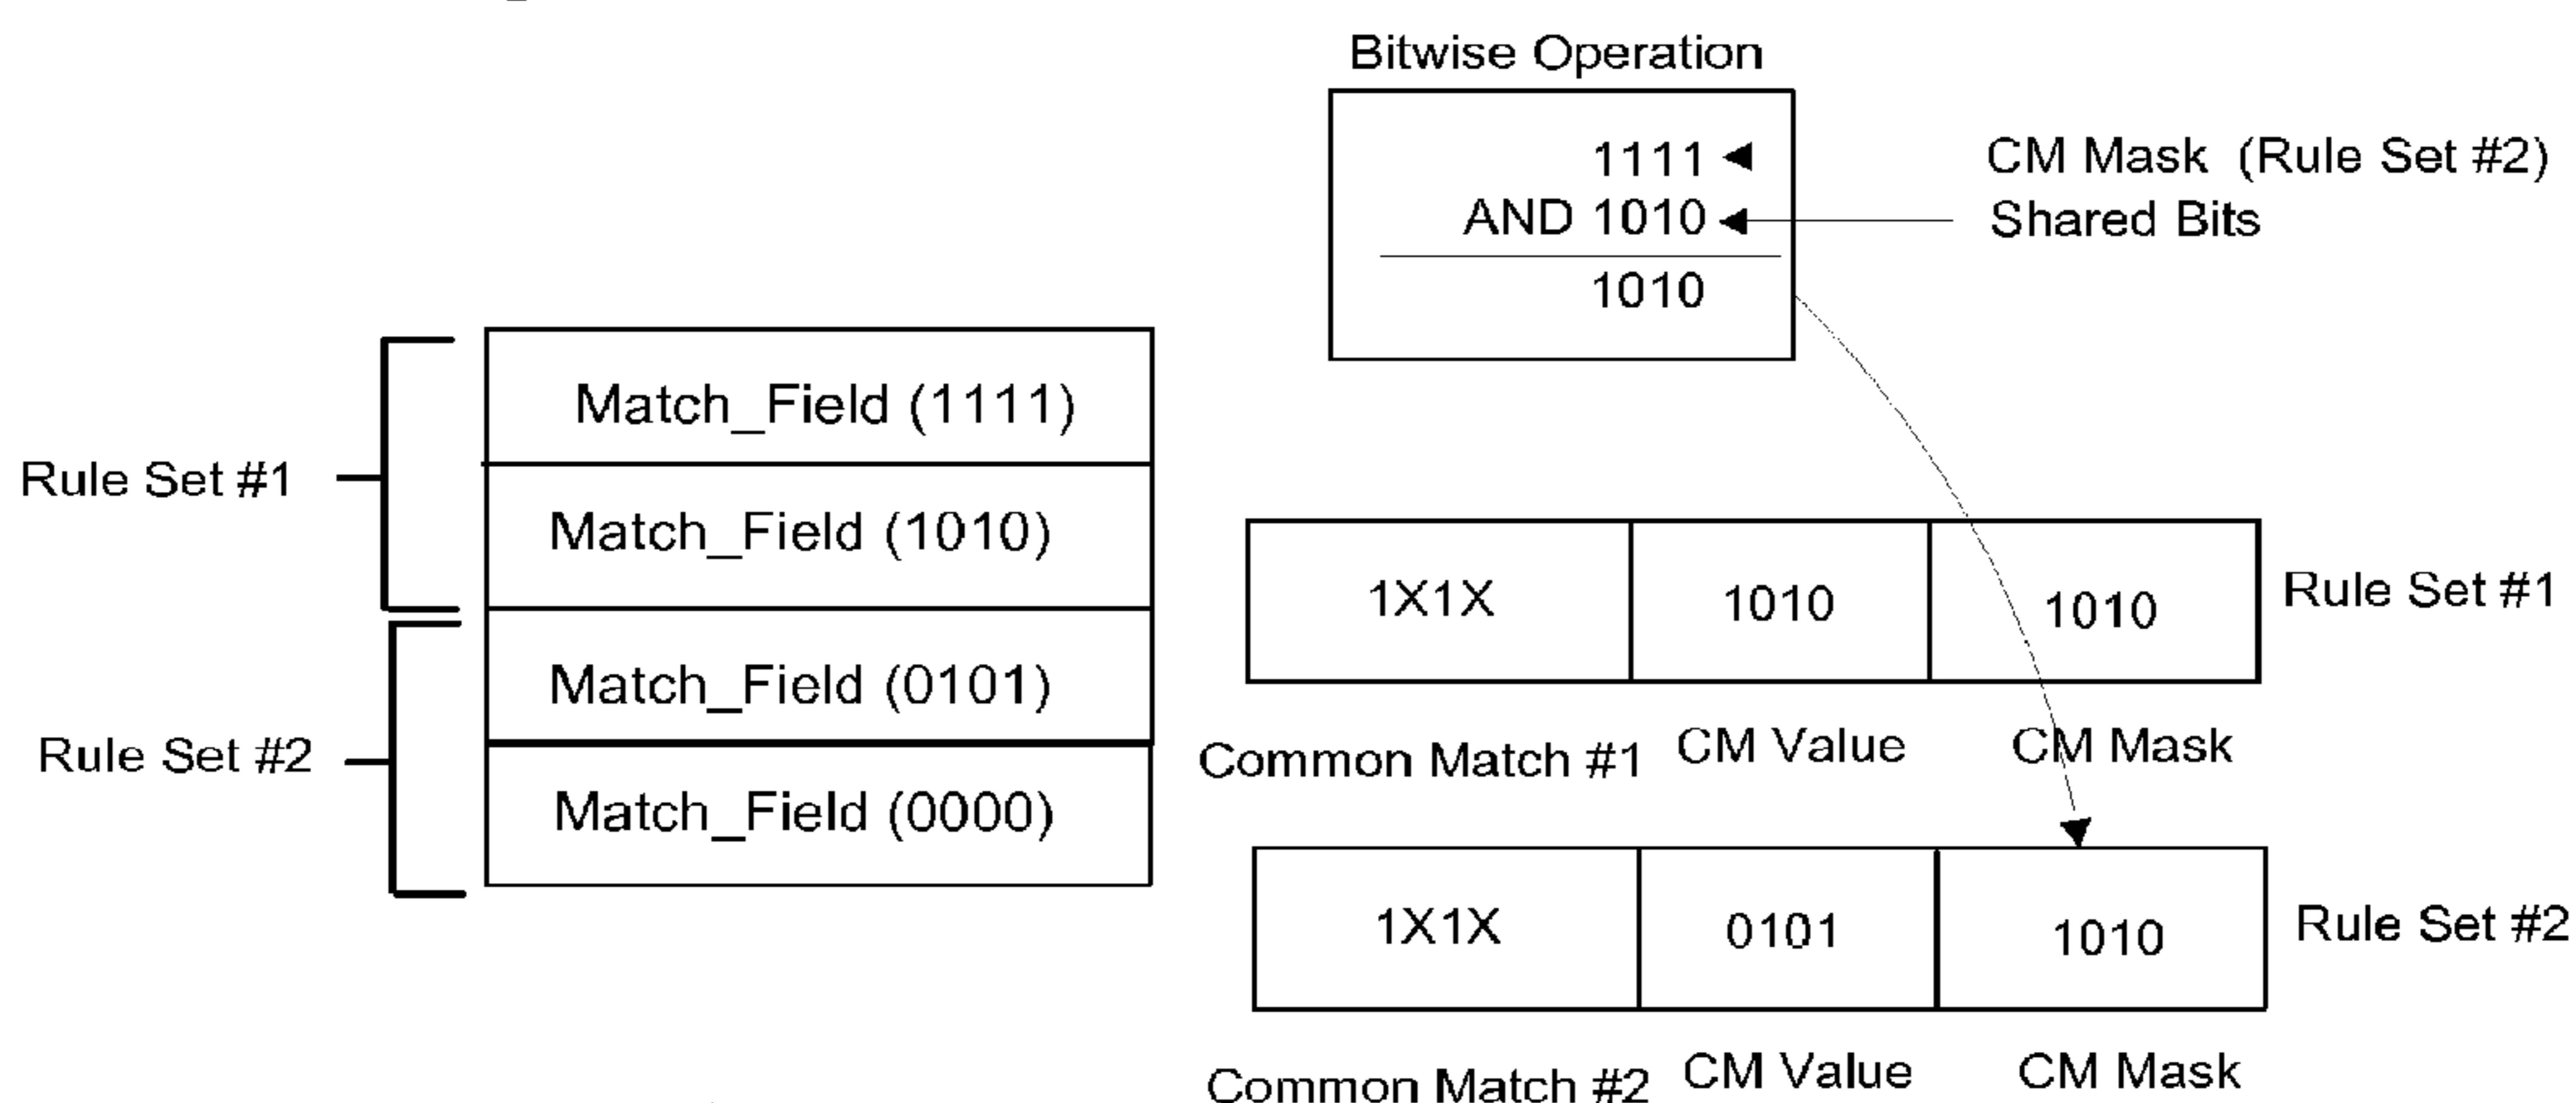 Bitwise Operation
1111
AND 1010
1010
CM Mask (Rule Set #2)
Shared Bits
Rule Set #1
Match_Field (1111)
Match_Field (1010)
Rule Set #2
Match_Field (0101)
Match_Field (0000)
1X1X 1010 1010 Rule Set #1
Common Match #1 CM Value CM Mask
1X1X 0101 1010 Rule Set #2
Common Match #2 CM Value CM Mask